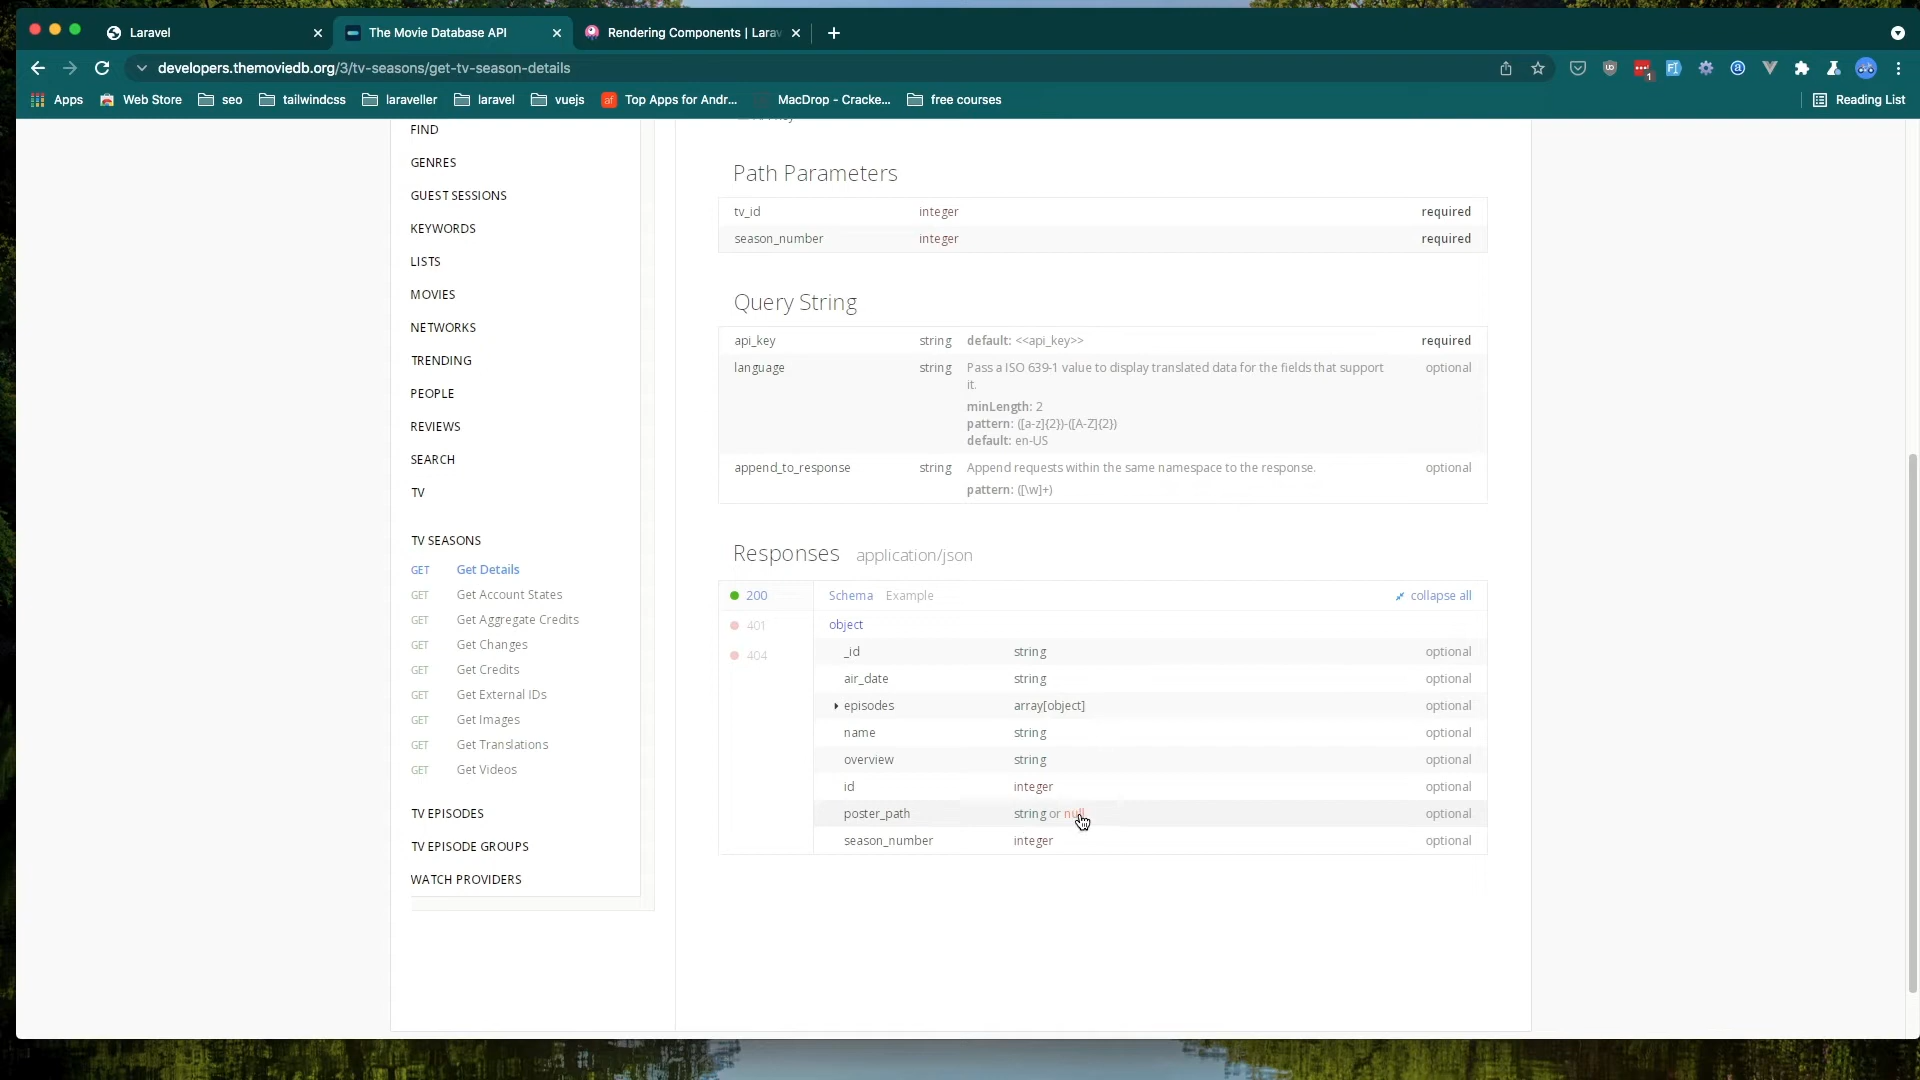 Laravel
The Movie Database API
Rendering Components | Larav
developers.themoviedb.org/3/tv-seasons/get-tv-season-details
Apps Web Store seo tailwindcss laraveller laravel vuejs Top Apps for Andr... MacDrop - Cracke... free courses Reading List
FIND
GENRES
GUEST SESSIONS
KEYWORDS
LISTS
MOVIES
NETWORKS
TRENDING
PEOPLE
REVIEWS
SEARCH
TV
TV SEASONS
GET Get Details
GET Get Account States
GET Get Aggregate Credits
GET Get Changes
GET Get Credits
GET Get External IDs
GET Get Images
GET Get Translations
GET Get Videos
TV EPISODES
TV EPISODE GROUPS
WATCH PROVIDERS
Path Parameters
tv_id integer required
season_number integer required
Query String
api_key string default: <<api_key>> required
language string Pass a ISO 639-1 value to display translated data for the fields that support optional
it.
minLength: 2
pattern: ([a-z]{2})-([A-Z]{2})
default: en-US
append_to_response string Append requests within the same namespace to the response. optional
pattern: ([\w]+)
Responses application/json
200 Schema Example collapse all
401 object
404
_id string optional
air_date string optional
episodes array[object] optional
name string optional
overview string optional
id integer optional
poster_path string or null optional
season_number integer optional